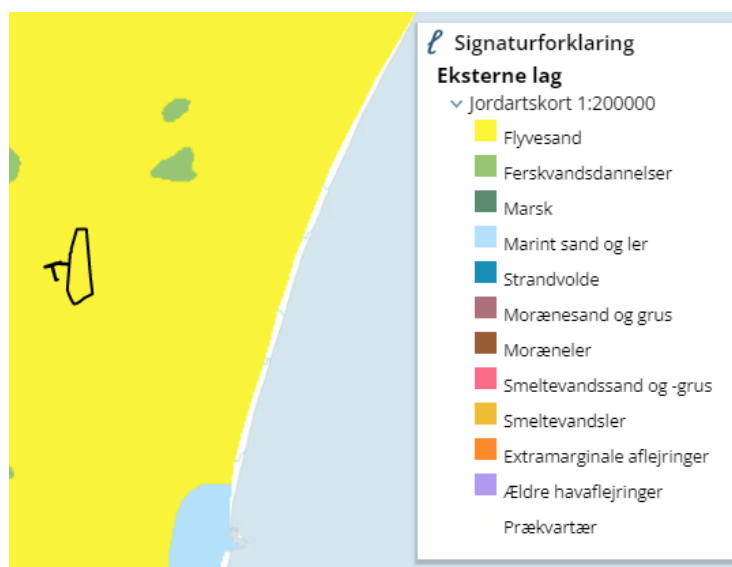 Signaturforklaring
Eksterne lag
Jordartskort 1:200000
Flyvesand
Ferskvandsdannelser
Marsk
Marint sand og ler
Strandvolde
Morænesand og grus
Moræneler
Smeltevandssand og -grus
Smeltevandsler
Extramarginale aflejringer
Ældre havaflejringer
Prækvartær